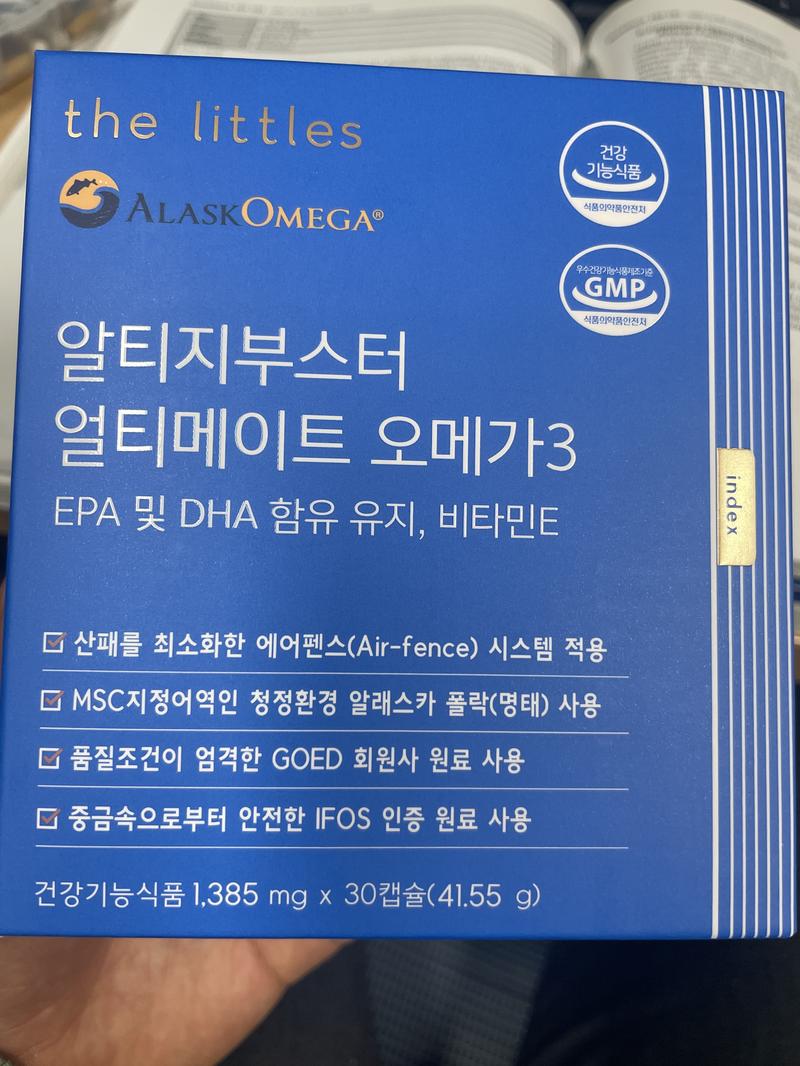 the littles
ALASKOMEGA®
건강
기능식품
식품의약품안전처
우수건강기능식품제조기준
GMP
식품의약품안전처
알티지부스터
얼티메이트 오메가3
EPA 및 DHA 함유 유지, 비타민E
index
산패를 최소화한 에어펜스(Air-fence) 시스템 적용
MSC지정어역인 청정환경 알래스카 폴락(명태) 사용
품질조건이 엄격한 GOED 회원사 원료 사용
중금속으로부터 안전한 IFOS 인증 원료 사용
건강기능식품 1,385 mg x 30캡슐(41.55 g)